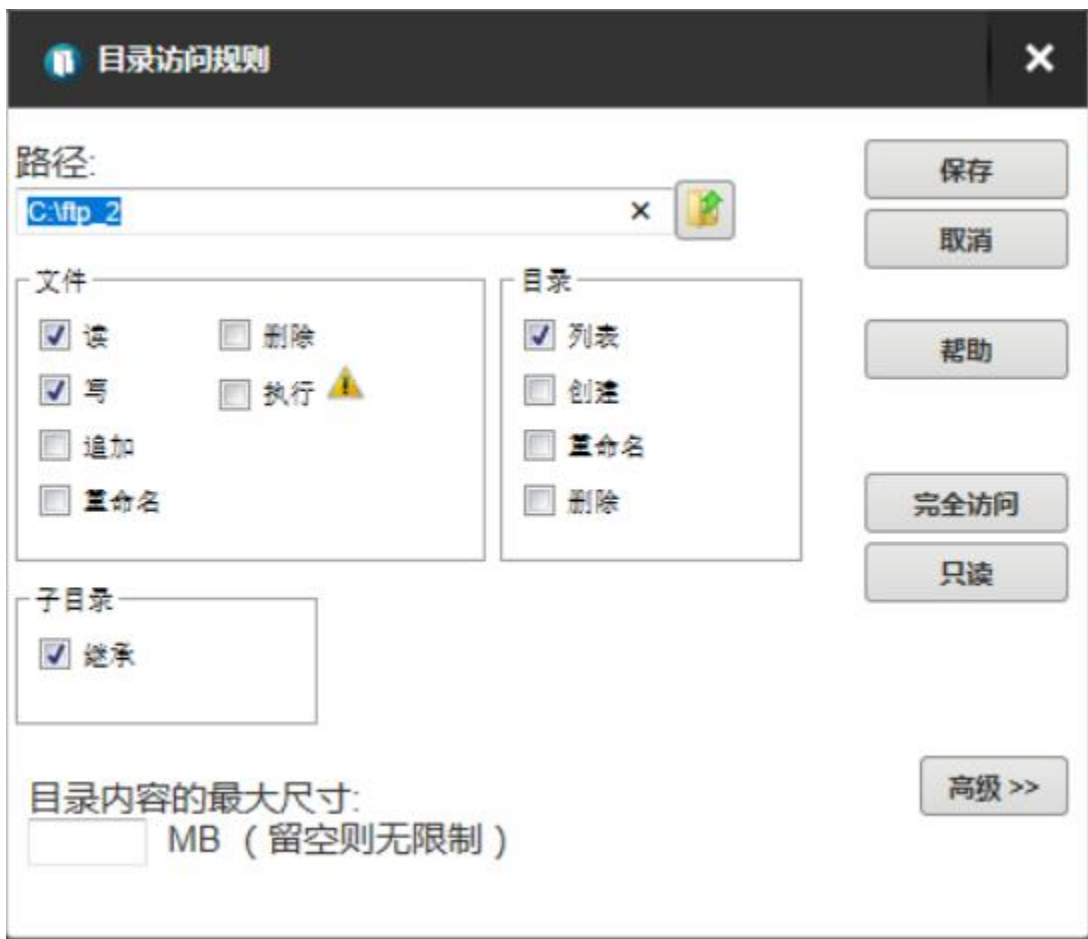 目录访问规则
路径:
C:\ftp_2
保存
取消
帮助
完全访问
只读
文件
读
删除
写
执行
追加
重命名
目录
列表
创建
重命名
删除
子目录
继承
高级 >>
目录内容的最大尺寸:
MB （留空则无限制）